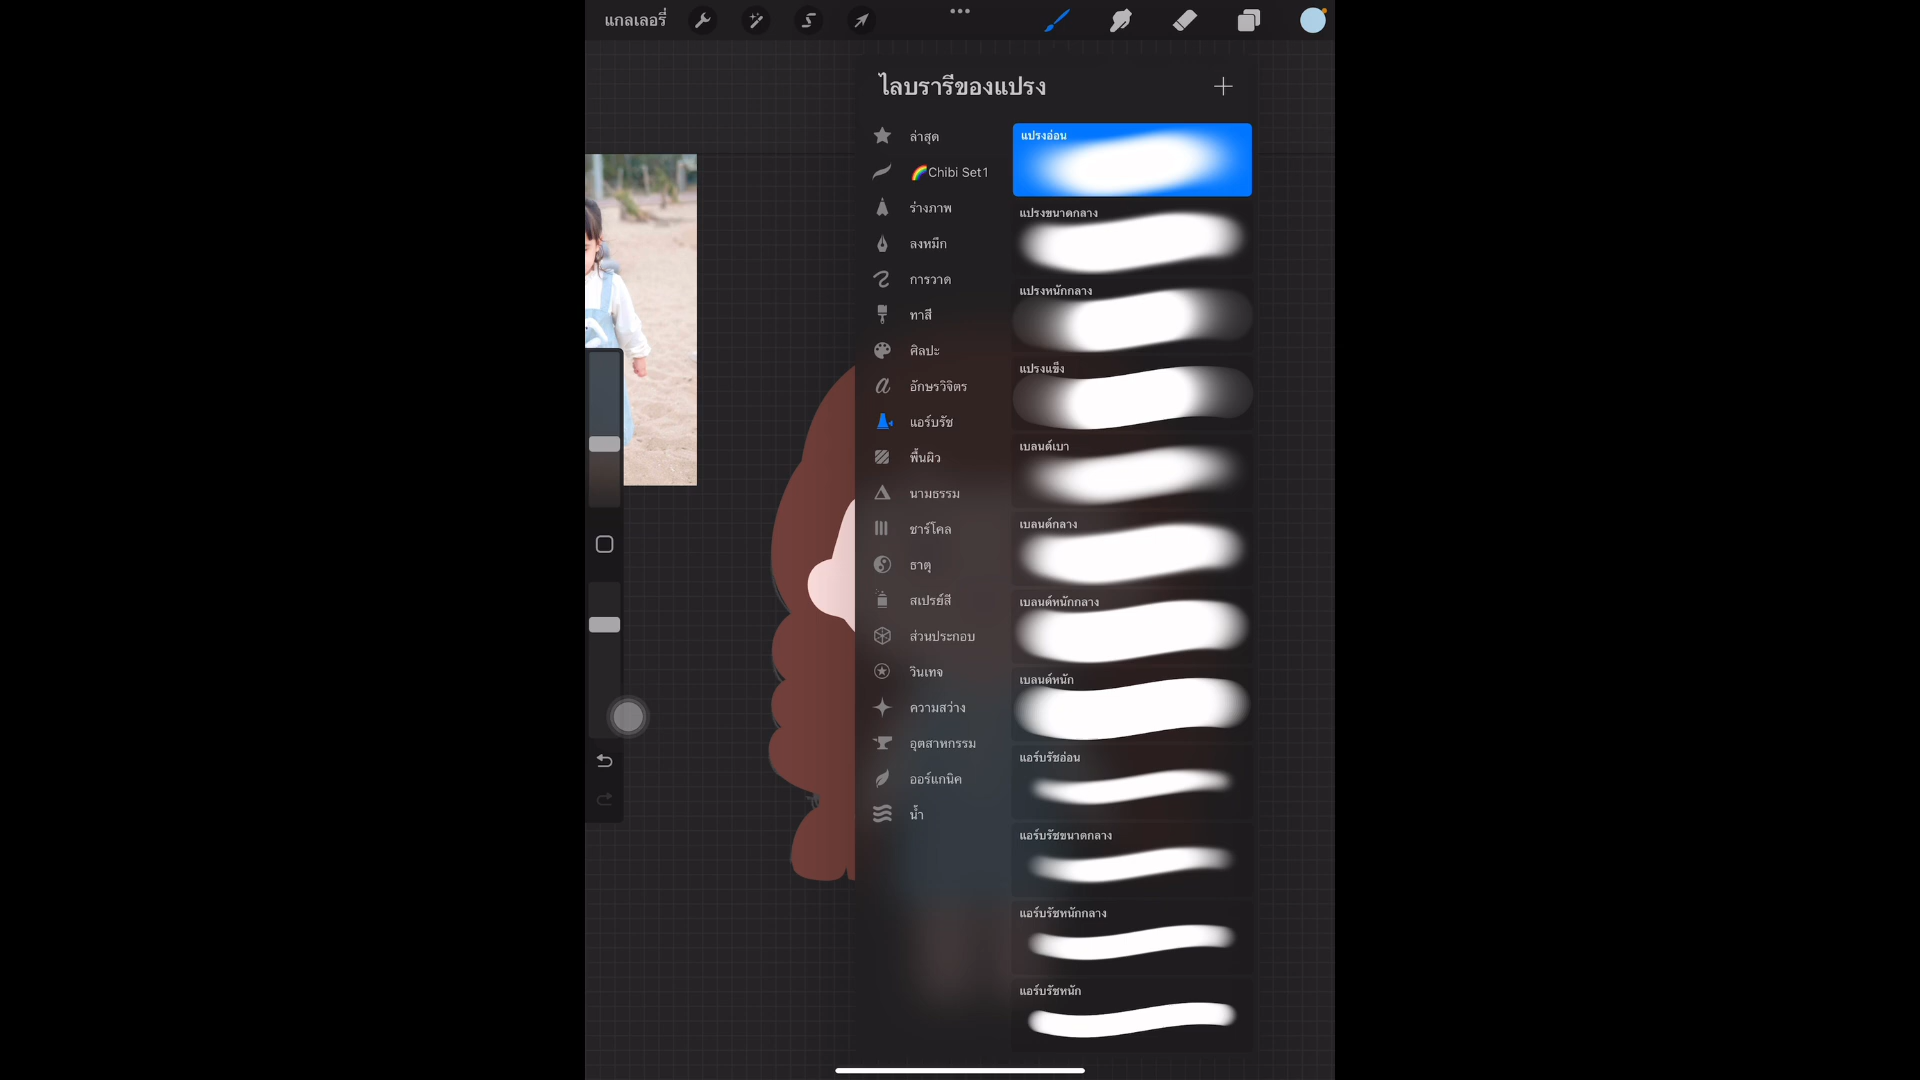 แกลเลอรี่
ไลบรารีของแปรง
ล่าสุด
🌈Chibi Set1
ร่างภาพ
ลงหมึก
การวาด
ทาสี
ศิลปะ
อักษรวิจิตร
แอร์บรัช
พื้นผิว
นามธรรม
ชาร์โคล
ธาตุ
สเปรย์สี
ส่วนประกอบ
วินเทจ
ความสว่าง
อุตสาหกรรม
ออร์แกนิค
น้ำ
แปรงอ่อน
แปรงขนาดกลาง
แปรงหนักกลาง
แปรงแข็ง
เบลนด์เบา
เบลนด์กลาง
เบลนด์หนักกลาง
เบลนด์หนัก
แอร์บรัชอ่อน
แอร์บรัชขนาดกลาง
แอร์บรัชหนักกลาง
แอร์บรัชหนัก